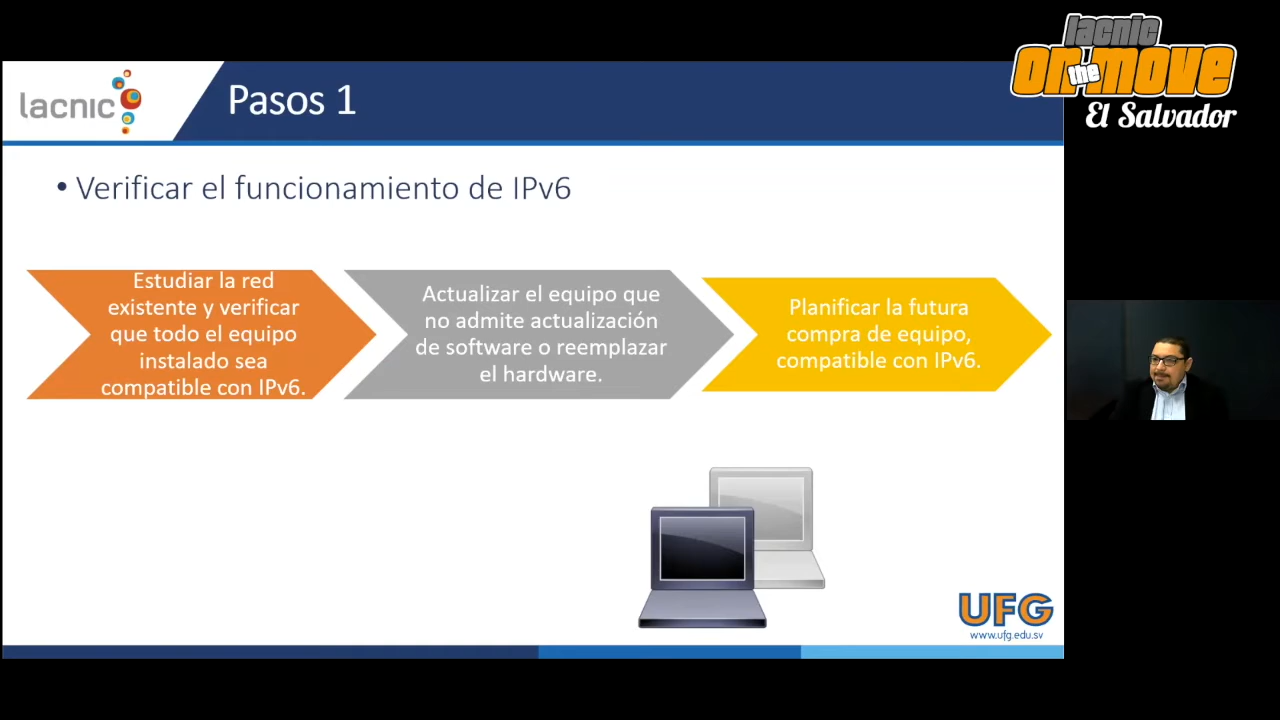 lacnic
on the move
El Salvador
lacnic
Pasos 1
• Verificar el funcionamiento de IPv6
Estudiar la red
existente y verificar
que todo el equipo
instalado sea
compatible con IPv6.
Actualizar el equipo que
no admite actualización
de software o reemplazar
el hardware.
Planificar la futura
compra de equipo,
compatible con IPv6.
UFG
www.ufg.edu.sv